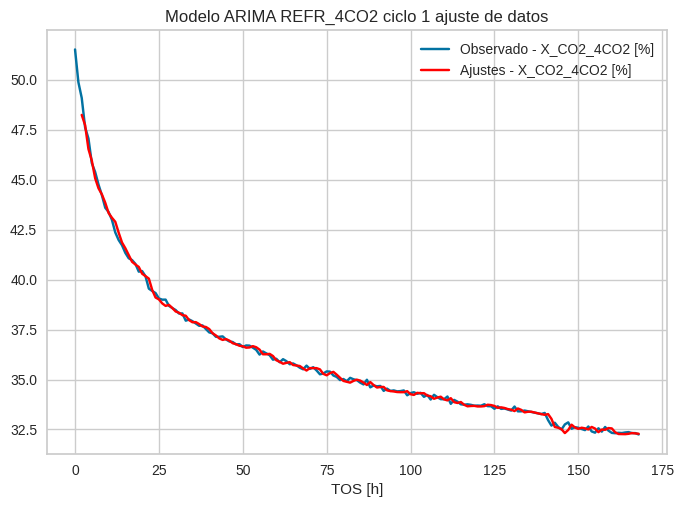 Modelo ARIMA REFR_4CO2 ciclo 1 ajuste de datos
Observado - X_CO2_4CO2 [%]
Ajustes - X_CO2_4CO2 [%]
50.0
47.5
45.0
42.5
40.0
37.5
35.0
32.5
0 25 50 75 100 125 150 175
TOS [h]